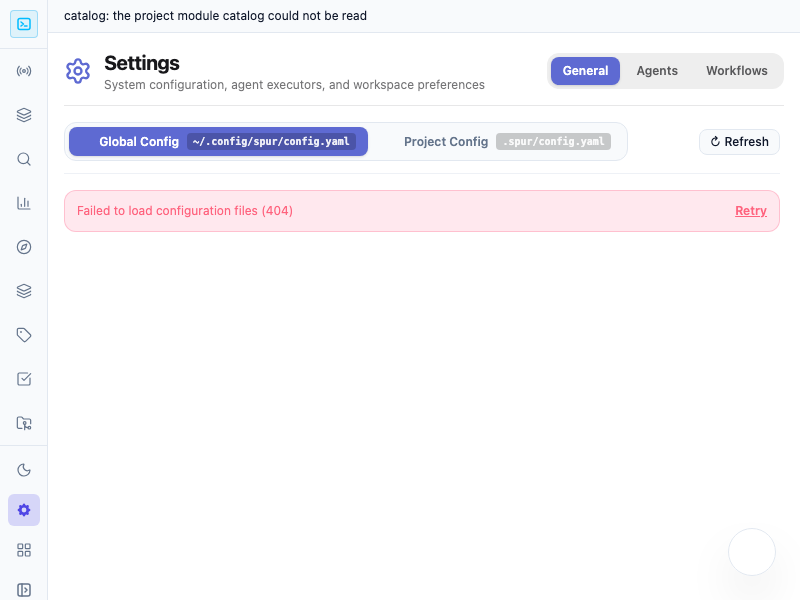 catalog: the project module catalog could not be read
Settings
System configuration, agent executors, and workspace preferences
General Agents Workflows
Global Config ~/.config/spur/config.yaml Project Config .spur/config.yaml Refresh
Failed to load configuration files (404) Retry